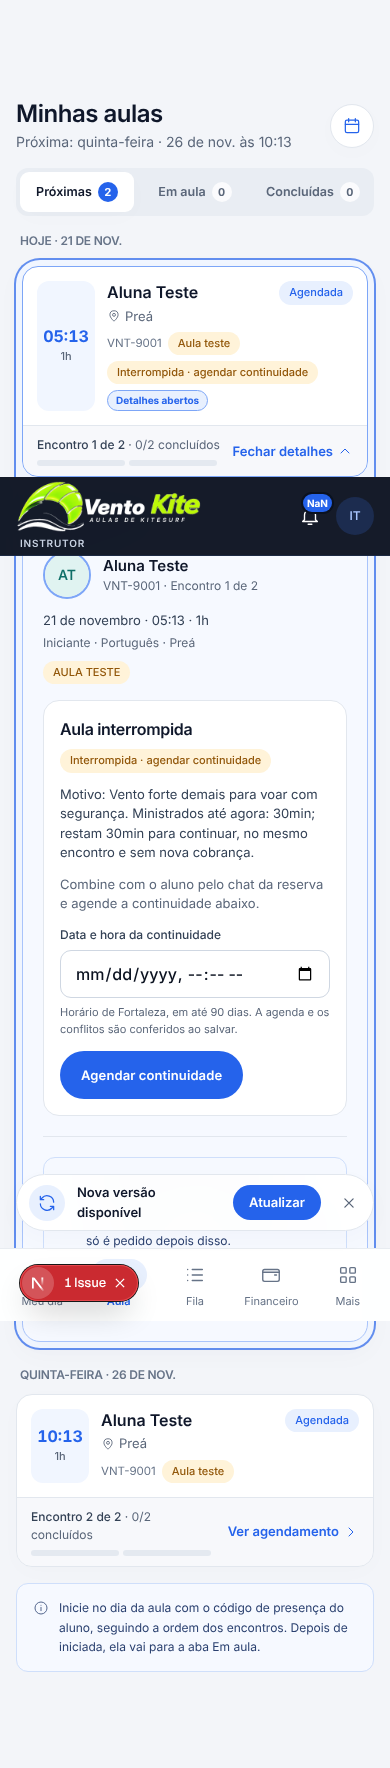 Minhas aulas
Próxima: quinta-feira · 26 de nov. às 10:13
Próximas 2 Em aula 0 Concluídas 0
HOJE · 21 DE NOV.
05:13
1h
Aluna Teste
Agendada
Preá
VNT-9001 Aula teste
Interrompida · agendar continuidade
Detalhes abertos
Encontro 1 de 2 · 0/2 concluídos
Fechar detalhes
Vento Kite
AULAS DE KITESURF
INSTRUTOR
NaN
IT
AT
Aluna Teste
VNT-9001 · Encontro 1 de 2
21 de novembro · 05:13 · 1h
Iniciante · Português · Preá
AULA TESTE
Aula interrompida
Interrompida · agendar continuidade
Motivo: Vento forte demais para voar com
segurança. Ministrados até agora: 30min;
restam 30min para continuar, no mesmo
encontro e sem nova cobrança.
Combine com o aluno pelo chat da reserva
e agende a continuidade abaixo.
Data e hora da continuidade
mm/dd/yyyy, --:-- --
Horário de Fortaleza, em até 90 dias. A agenda e os
conflitos são conferidos ao salvar.
Agendar continuidade
Nova versão
disponível
Atualizar
só é pedido depois disso.
N 1 Issue
Meu dia Aula Fila Financeiro Mais
QUINTA-FEIRA · 26 DE NOV.
10:13
1h
Aluna Teste
Agendada
Preá
VNT-9001 Aula teste
Encontro 2 de 2 · 0/2
concluídos
Ver agendamento
Inicie no dia da aula com o código de presença do
aluno, seguindo a ordem dos encontros. Depois de
iniciada, ela vai para a aba Em aula.